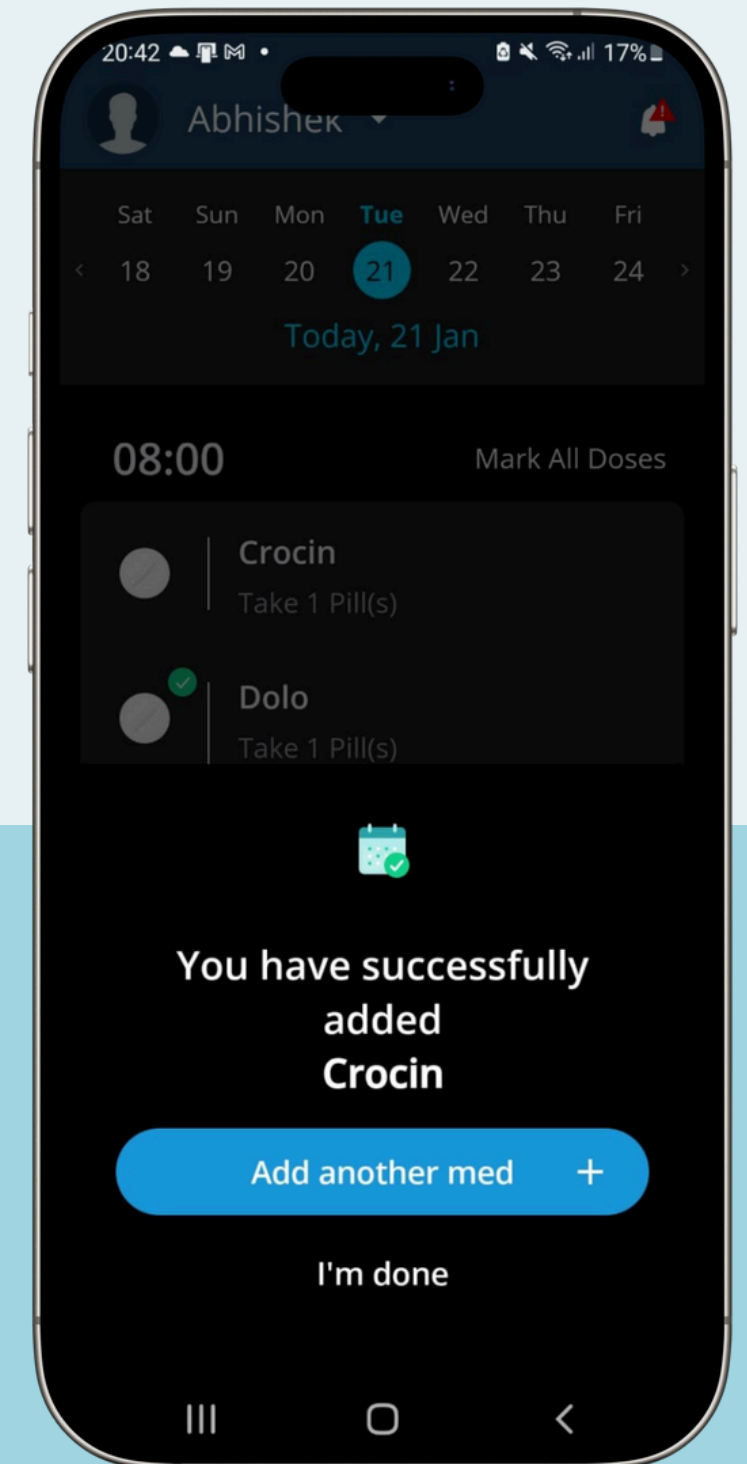 20:42 17%
Abhishek
Sat Sun Mon Tue Wed Thu Fri
18 19 20 21 22 23 24
Today, 21 Jan
08:00 Mark All Doses
Crocin
Take 1 Pill(s)
Dolo
Take 1 Pill(s)
You have successfully
added
Crocin
Add another med +
I'm done